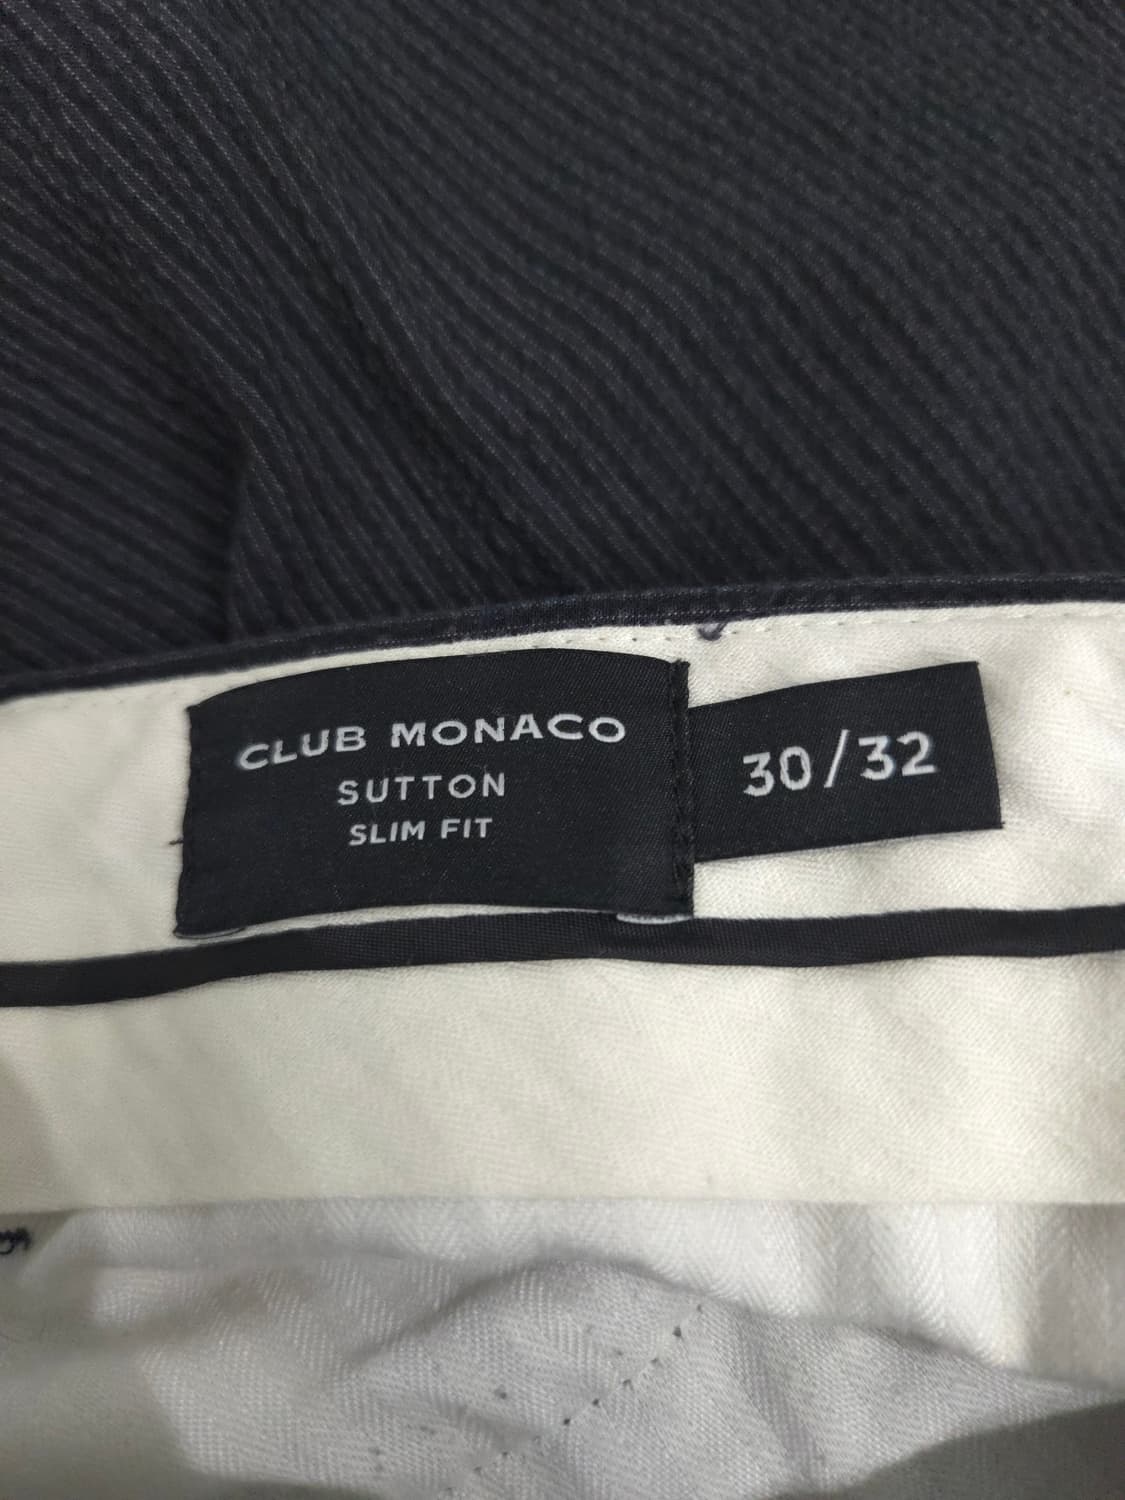 CLUB MONACO
SUTTON
SLIM FIT
30/32